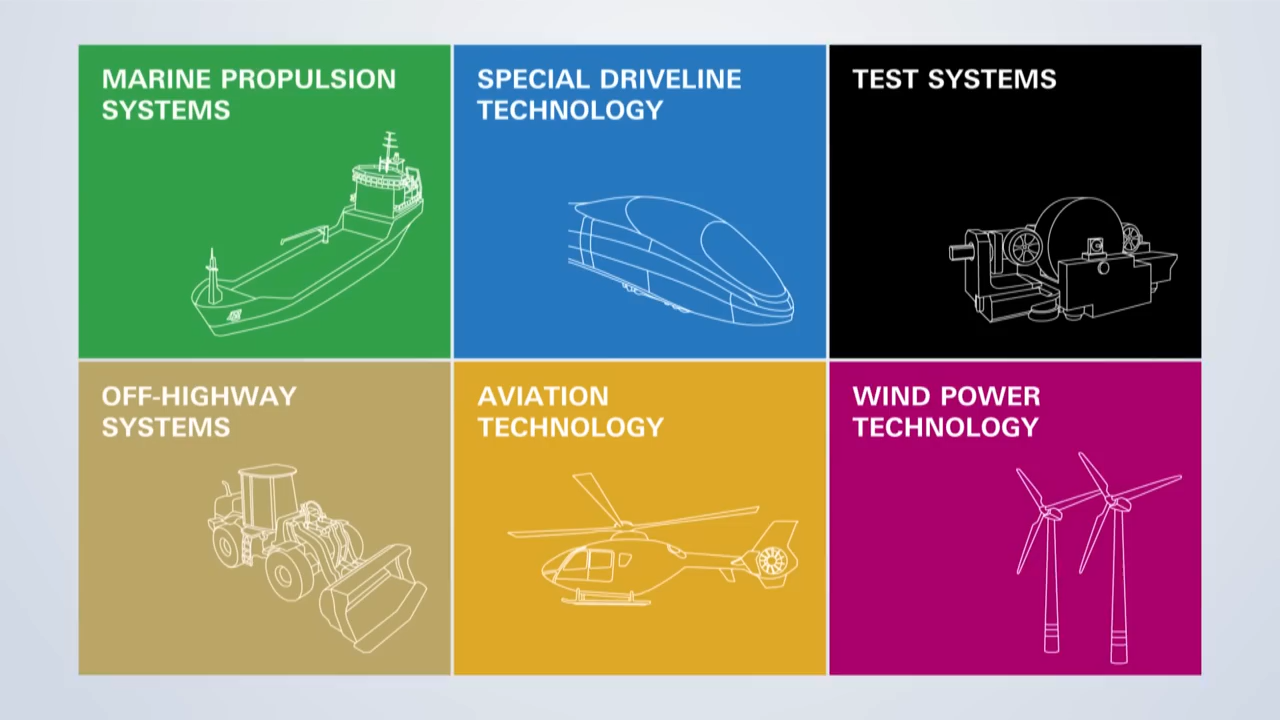 MARINE PROPULSION
SYSTEMS
SPECIAL DRIVELINE
TECHNOLOGY
TEST SYSTEMS
OFF-HIGHWAY
SYSTEMS
AVIATION
TECHNOLOGY
WIND POWER
TECHNOLOGY